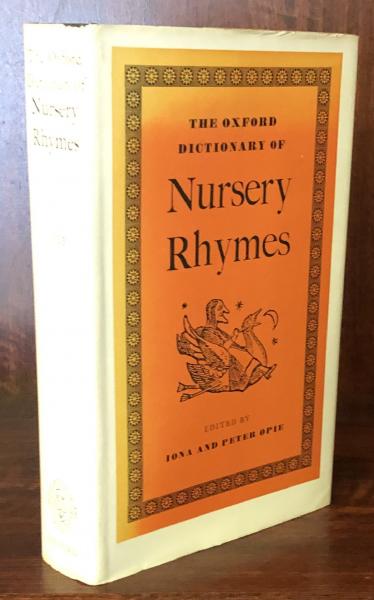 The Oxford
Dictionary of
Nursery
Rhymes
THE OXFORD
DICTIONARY OF
Nursery
Rhymes
EDITED BY
IONA AND PETER OPIE